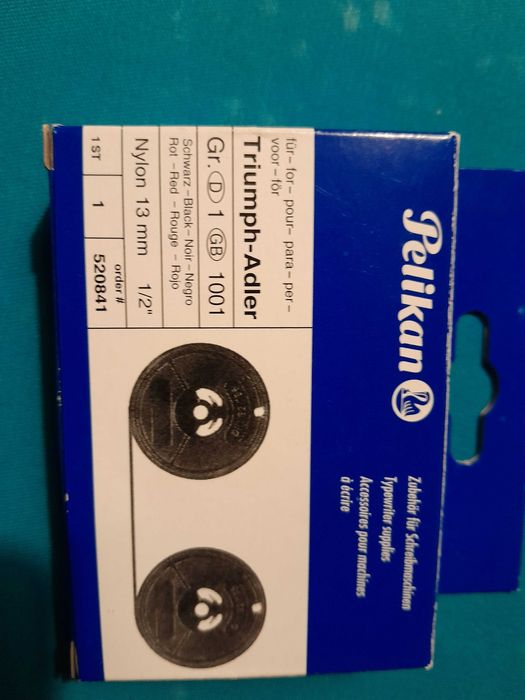 Pelikan
Zubehör für Schreibmaschinen
Typewriter supplies
Accessoires pour machines
à écrire
für– for– pour– para– per–
voor– för
Triumph-Adler
Gr. D 1 GB 1001
Schwarz – Black – Noir – Negro
Rot – Red – Rouge – Rojo
Nylon 13 mm 1/2"
1 ST 1 order # 520841